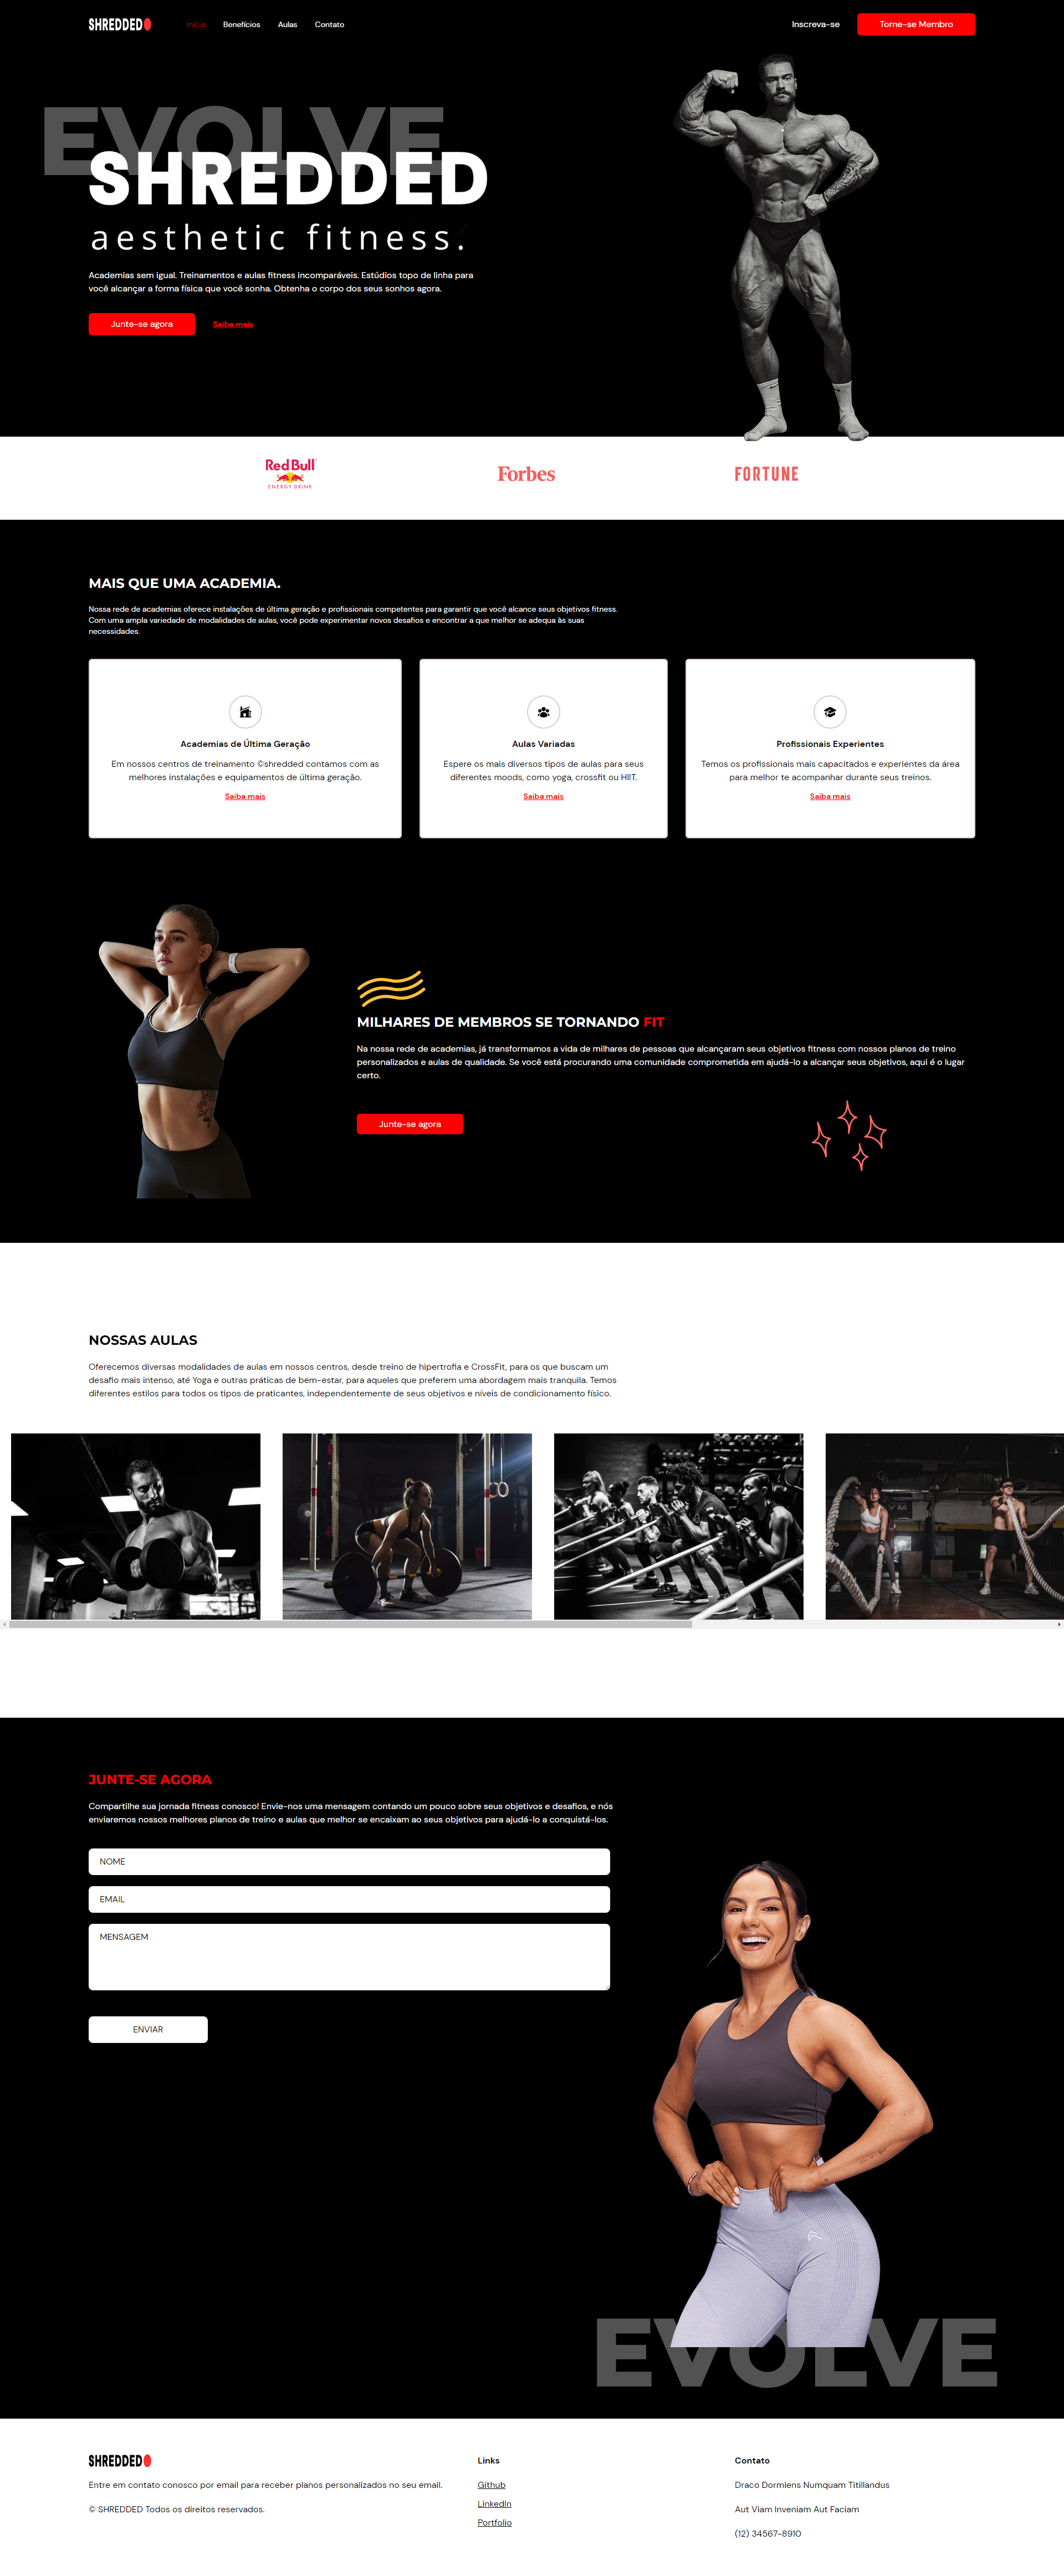 SHREDDED
Início
Benefícios
Aulas
Contato
Inscreva-se
Torne-se Membro
EVOLVE
SHREDDED
aesthetic fitness.
Academias sem igual. Treinamentos e aulas fitness incomparáveis. Estúdios topo de linha para
você alcançar a forma física que você sonha. Obtenha o corpo dos seus sonhos agora.
Junte-se agora
Saiba mais
Red Bull
ENERGY DRINK
Forbes
FORTUNE
MAIS QUE UMA ACADEMIA.
Nossa rede de academias oferece instalações de última geração e profissionais competentes para garantir que você alcance seus objetivos fitness.
Com uma ampla variedade de modalidades de aulas, você pode experimentar novos desafios e encontrar a que melhor se adequa às suas
necessidades.
Academias de Última Geração
Em nossos centros de treinamento ©shredded contamos com as
melhores instalações e equipamentos de última geração.
Saiba mais
Aulas Variadas
Espere os mais diversos tipos de aulas para seus
diferentes moods, como yoga, crossfit ou HIIT.
Saiba mais
Profissionais Experientes
Temos os profissionais mais capacitados e experientes da área
para melhor te acompanhar durante seus treinos.
Saiba mais
MILHARES DE MEMBROS SE TORNANDO FIT
Na nossa rede de academias, já transformamos a vida de milhares de pessoas que alcançaram seus objetivos fitness com nossos planos de treino
personalizados e aulas de qualidade. Se você está procurando uma comunidade comprometida em ajudá-lo a alcançar seus objetivos, aqui é o lugar
certo.
Junte-se agora
NOSSAS AULAS
Oferecemos diversas modalidades de aulas em nossos centros, desde treino de hipertrofia e CrossFit, para os que buscam um
desafio mais intenso, até Yoga e outras práticas de bem-estar, para aqueles que preferem uma abordagem mais tranquila. Temos
diferentes estilos para todos os tipos de praticantes, independentemente de seus objetivos e níveis de condicionamento físico.
JUNTE-SE AGORA
Compartilhe sua jornada fitness conosco! Envie-nos uma mensagem contando um pouco sobre seus objetivos e desafios, e nós
enviaremos nossos melhores planos de treino e aulas que melhor se encaixam ao seus objetivos para ajudá-lo a conquistá-los.
NOME
EMAIL
MENSAGEM
ENVIAR
EVOLVE
SHREDDED
Entre em contato conosco por email para receber planos personalizados no seu email.
© SHREDDED Todos os direitos reservados.
Links
Github
LinkedIn
Portfolio
Contato
Draco Dormiens Numquam Titillandus
Aut Viam Inveniam Aut Faciam
(12) 34567-8910